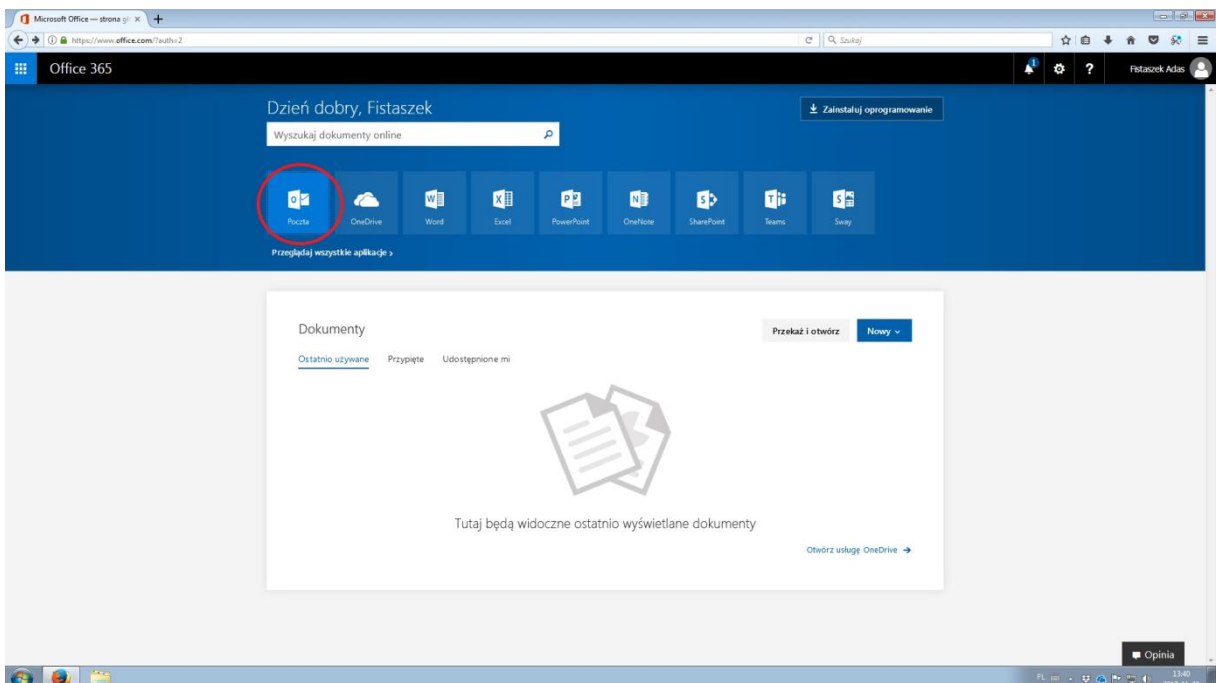 Microsoft Office — strona gł
https://www.office.com/?auth=2
Szukaj
Office 365
1
?
Fistaszek Adas
Dzień dobry, Fistaszek
Zainstaluj oprogramowanie
Wyszukaj dokumenty online
Poczta
OneDrive
Word
Excel
PowerPoint
OneNote
SharePoint
Teams
Sway
Przeglądaj wszystkie aplikacje >
Dokumenty
Przekaż i otwórz
Nowy
Ostatnio używane
Przypięte
Udostępnione mi
Tutaj będą widoczne ostatnio wyświetlane dokumenty
Otwórz usługę OneDrive →
Opinia
PL
13:40